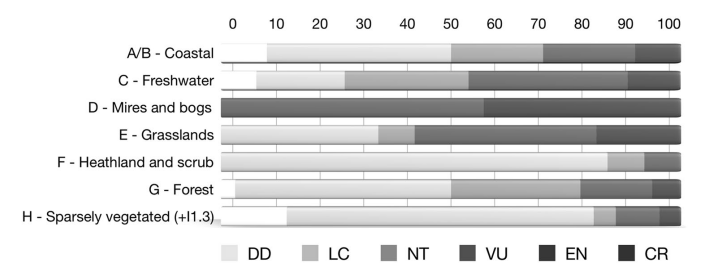 0 10 20 30 40 50 60 70 80 90 100
A/B - Coastal
C - Freshwater
D - Mires and bogs
E - Grasslands
F - Heathland and scrub
G - Forest
H - Sparsely vegetated (+I1.3)
DD LC NT VU EN CR